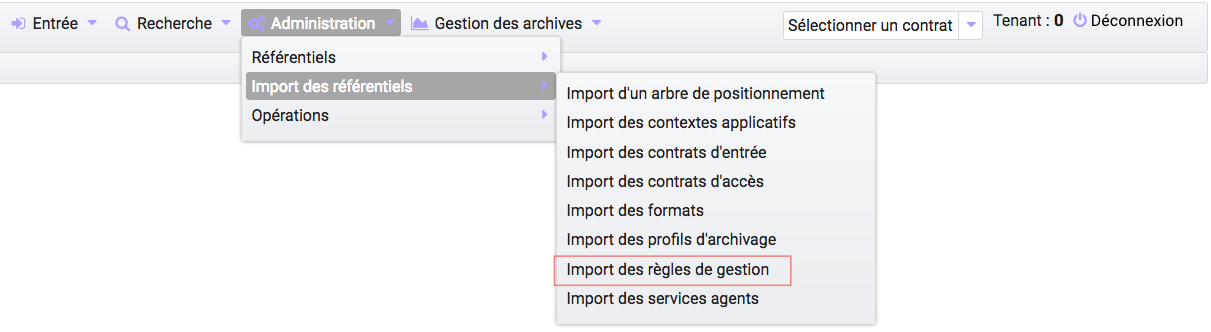 Entrée Recherche Administration Gestion des archives Sélectionner un contrat Tenant : 0 Déconnexion
Référentiels
Import des référentiels
Opérations
Import d'un arbre de positionnement
Import des contextes applicatifs
Import des contrats d'entrée
Import des contrats d'accès
Import des formats
Import des profils d'archivage
Import des règles de gestion
Import des services agents